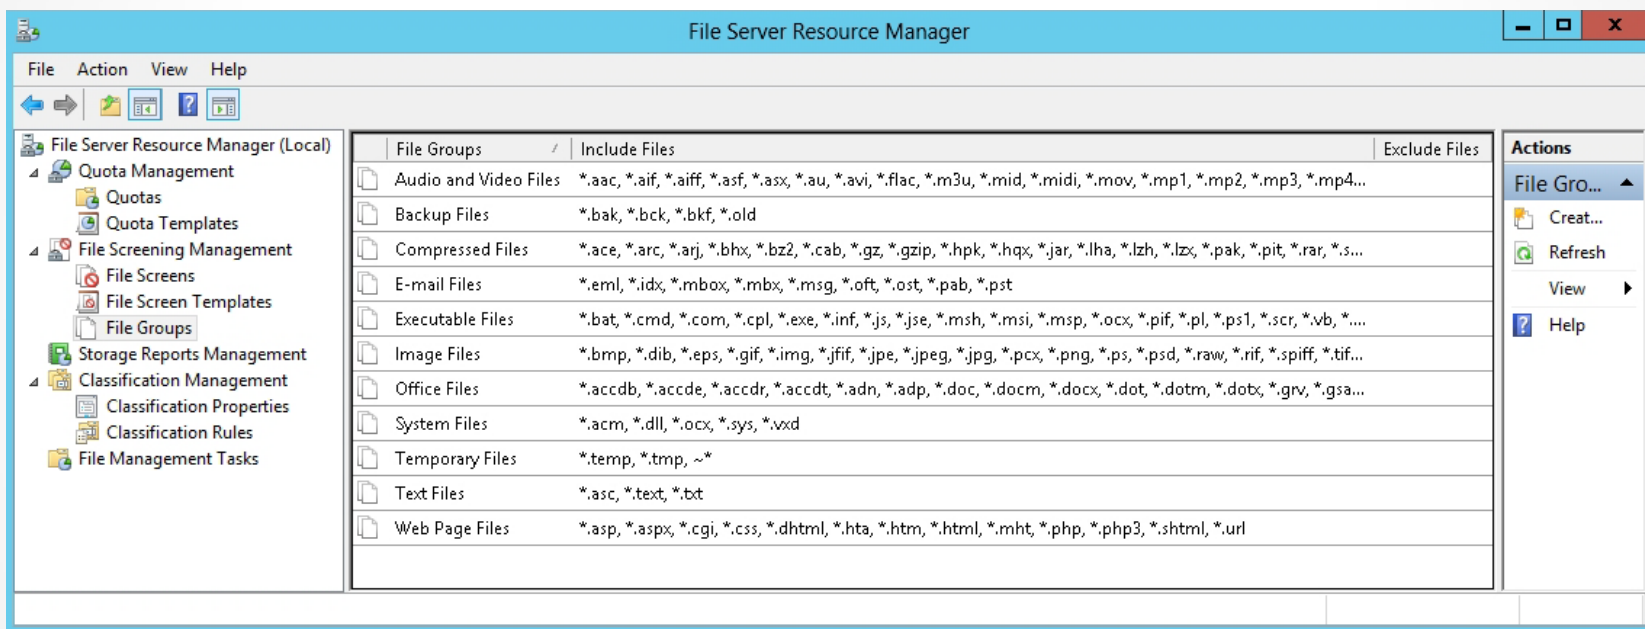 File Server Resource Manager
File Action View Help
File Server Resource Manager (Local)
Quota Management
Quotas
Quota Templates
File Screening Management
File Screens
File Screen Templates
File Groups
Storage Reports Management
Classification Management
Classification Properties
Classification Rules
File Management Tasks
File Groups Include Files Exclude Files
Audio and Video Files *.aac, *.aif, *.aiff, *.asf, *.asx, *.au, *.avi, *.flac, *.m3u, *.mid, *.midi, *.mov, *.mp1, *.mp2, *.mp3, *.mp4...
Backup Files *.bak, *.bck, *.bkf, *.old
Compressed Files *.ace, *.arc, *.arj, *.bhx, *.bz2, *.cab, *.gz, *.gzip, *.hpk, *.hqx, *.jar, *.lha, *.lzh, *.lzx, *.pak, *.pit, *.rar, *.s...
E-mail Files *.eml, *.idx, *.mbox, *.mbx, *.msg, *.oft, *.ost, *.pab, *.pst
Executable Files *.bat, *.cmd, *.com, *.cpl, *.exe, *.inf, *.js, *.jse, *.msh, *.msi, *.msp, *.ocx, *.pif, *.pl, *.ps1, *.scr, *.vb, *....
Image Files *.bmp, *.dib, *.eps, *.gif, *.img, *.jfif, *.jpe, *.jpeg, *.jpg, *.pcx, *.png, *.ps, *.psd, *.raw, *.rif, *.spiff, *.tif...
Office Files *.accdb, *.accde, *.accdr, *.accdt, *.adn, *.adp, *.doc, *.docm, *.docx, *.dot, *.dotm, *.dotx, *.grv, *.gsa...
System Files *.acm, *.dll, *.ocx, *.sys, *.vxd
Temporary Files *.temp, *.tmp, ~*
Text Files *.asc, *.text, *.txt
Web Page Files *.asp, *.aspx, *.cgi, *.css, *.dhtml, *.hta, *.htm, *.html, *.mht, *.php, *.php3, *.shtml, *.url
Actions
File Gro...
Creat...
Refresh
View
Help